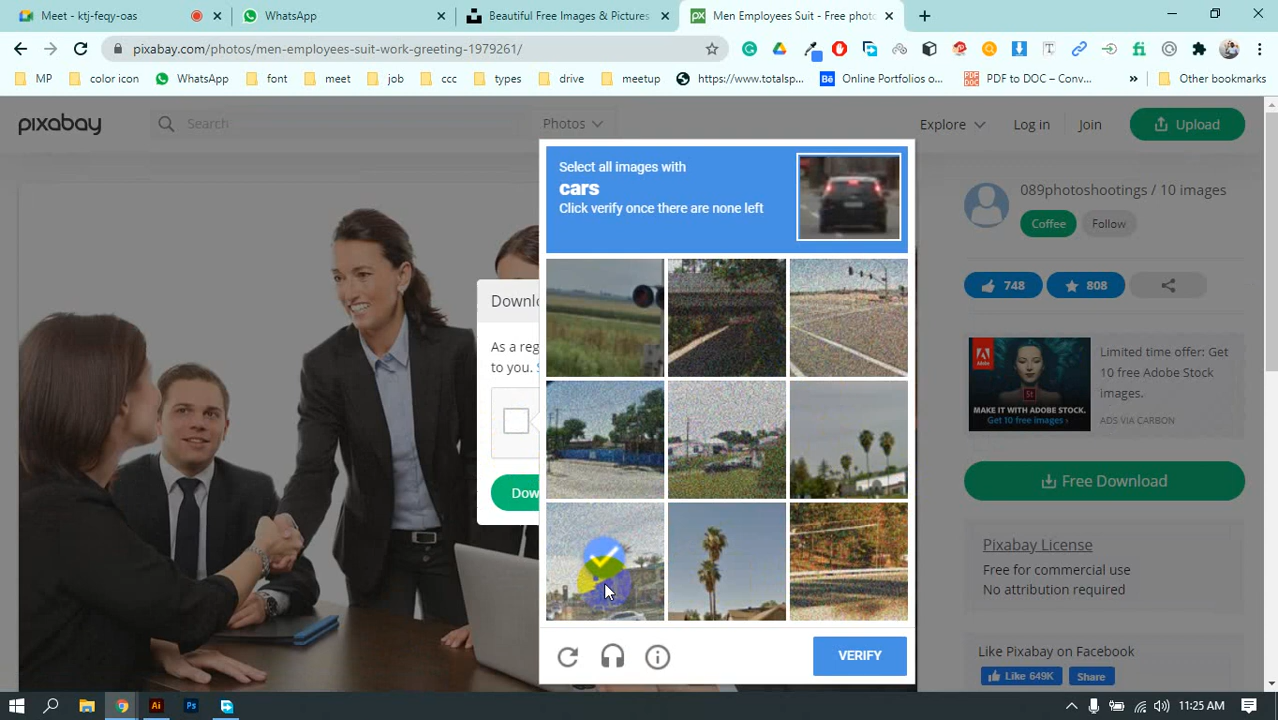 Meet - ktj-feqy-oas
WhatsApp
Beautiful Free Images & Pictures
Men Employees Suit - Free photo
pixabay.com/photos/men-employees-suit-work-greeting-1979261/
MP
color icon
WhatsApp
font
meet
job
ccc
types
drive
meetup
https://www.totalsp...
Online Portfolios o...
PDF to DOC – Conv...
Other bookmarks
pixabay
Search
Photos
Explore
Log in
Join
Upload
Select all images with
cars
Click verify once there are none left
089photoshootings / 10 images
Coffee
Follow
Downlo
748
808
As a reg
to you. S
Limited time offer: Get
10 free Adobe Stock
images.
ADS VIA CARBON
Adobe
St
MAKE IT WITH ADOBE STOCK.
Get 10 free images ›
Dow
Free Download
Pixabay License
Free for commercial use
No attribution required
VERIFY
Like Pixabay on Facebook
Like 649K
Share
11:25 AM